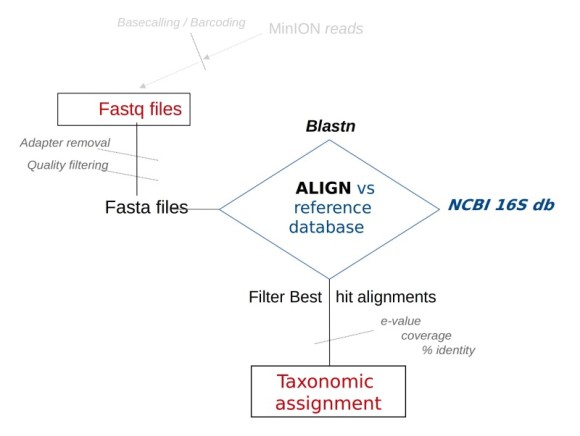 Basecalling / Barcoding
MinION reads
Fastq files
Adapter removal
Quality filtering
Fasta files
Blastn
ALIGN vs
reference
database
NCBI 16S db
Filter Best hit alignments
e-value
coverage
% identity
Taxonomic
assignment